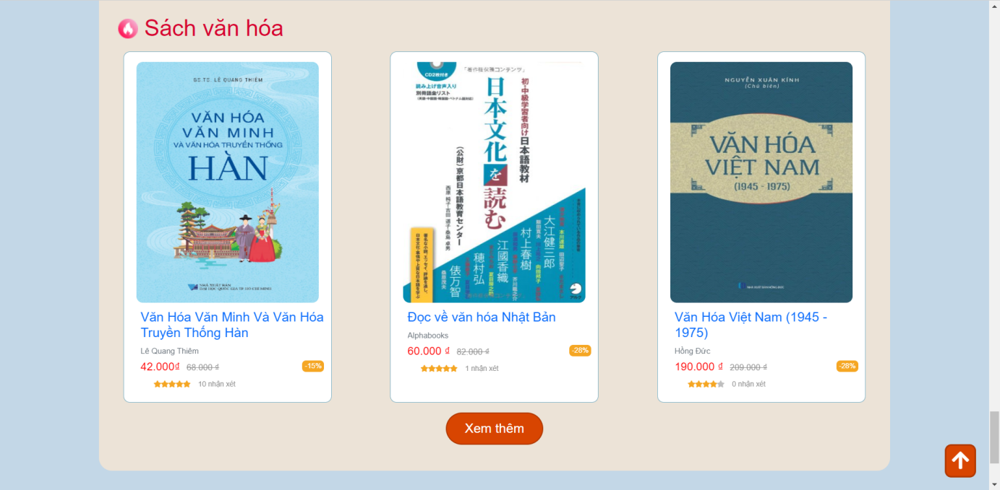 Sách văn hóa
GS.TS. LÊ QUANG THIÊM
VĂN HÓA
VĂN MINH
VÀ VĂN HÓA TRUYỀN THỐNG
HÀN
NHÀ XUẤT BẢN
ĐẠI HỌC QUỐC GIA TP. HỒ CHÍ MINH
Văn Hóa Văn Minh Và Văn Hóa
Truyền Thống Hàn
Lê Quang Thiêm
42.000₫ 68.000 ₫ -15%
10 nhận xét
「著作権保護コンテンツ」
CD2枚付き
読み上げ音声入り
別冊語彙リスト
初・中級学習者向け日本語教材
日本文化を読む
(公財)京都日本語教育センター
西原 純子・吉田 道子・桑島 卓男
大江健三郎
村上春樹
江國香織
穂村弘
俵万智
アルク
Đọc về văn hóa Nhật Bản
Alphabooks
60.000 ₫ 82.000 ₫ -28%
1 nhận xét
NGUYỄN XUÂN KÍNH
(Chủ biên)
VĂN HÓA
VIỆT NAM
(1945 - 1975)
NHÀ XUẤT BẢN HỒNG ĐỨC
Văn Hóa Việt Nam (1945 -
1975)
Hồng Đức
190.000 ₫ 209.000 ₫ -28%
0 nhận xét
Xem thêm